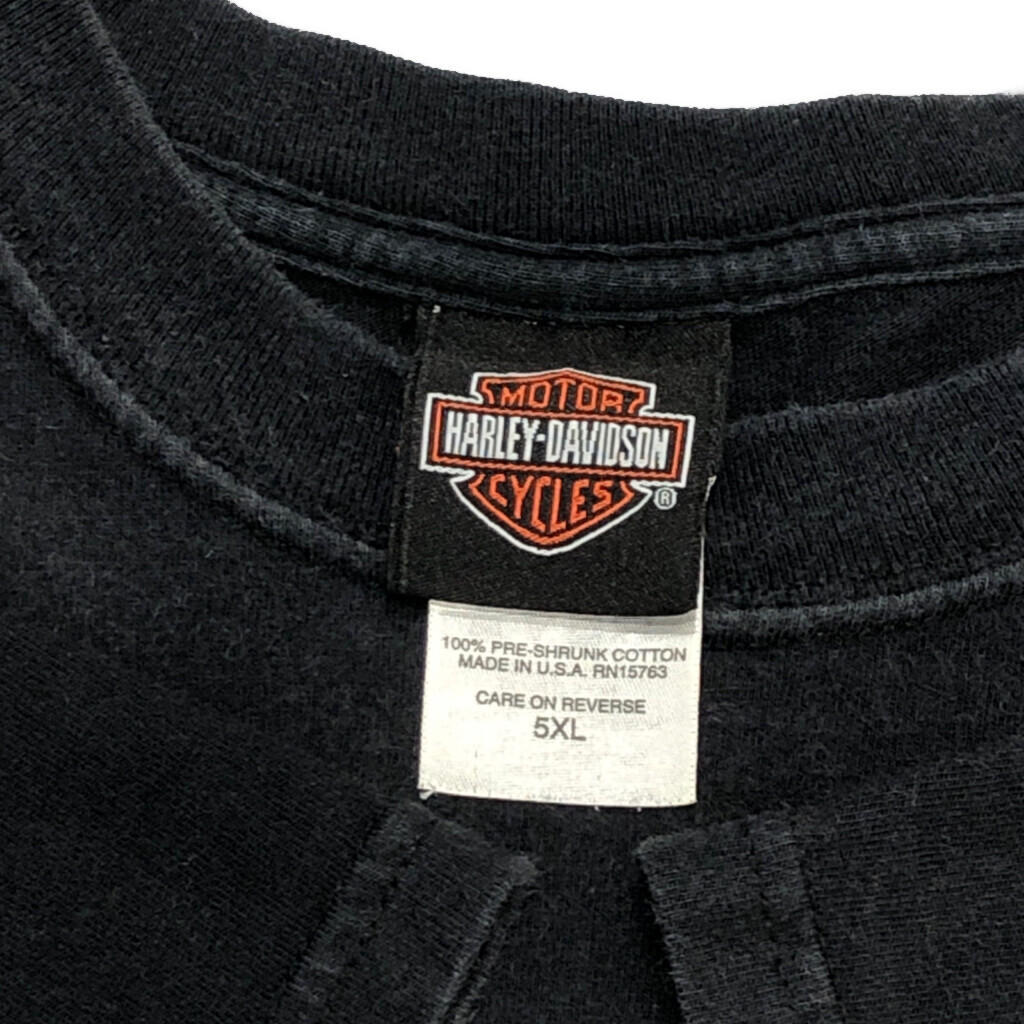 MOTOR
HARLEY-DAVIDSON
CYCLES
®
100% PRE-SHRUNK COTTON
MADE IN U.S.A. RN15763
CARE ON REVERSE
5XL